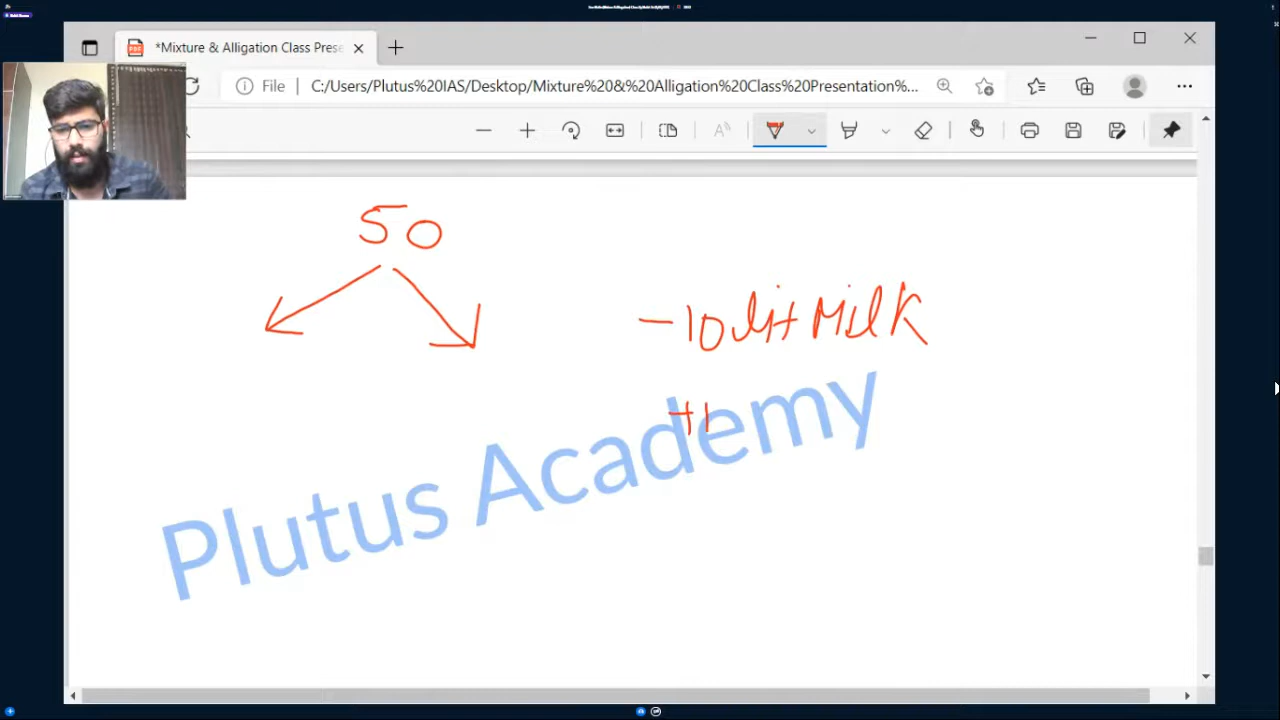 *Mixture & Alligation Class Prese
File C:/Users/Plutus%20IAS/Desktop/Mixture%20&%20Alligation%20Class%20Presentation%...
50
-10 lit Milk
+1
Plutus Academy